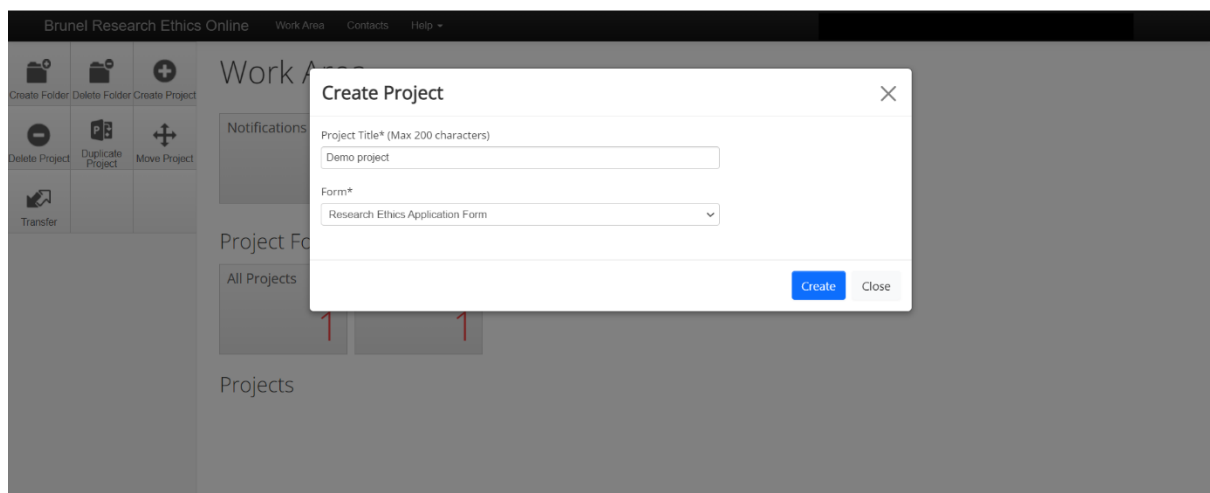 Brunel Research Ethics Online Work Area Contacts Help
Create Folder Delete Folder Create Project
Delete Project Duplicate Project Move Project
Transfer
Work Area
Notifications
Project Fo
All Projects
1 1
Projects
Create Project
Project Title* (Max 200 characters)
Demo project
Form*
Research Ethics Application Form
Create Close